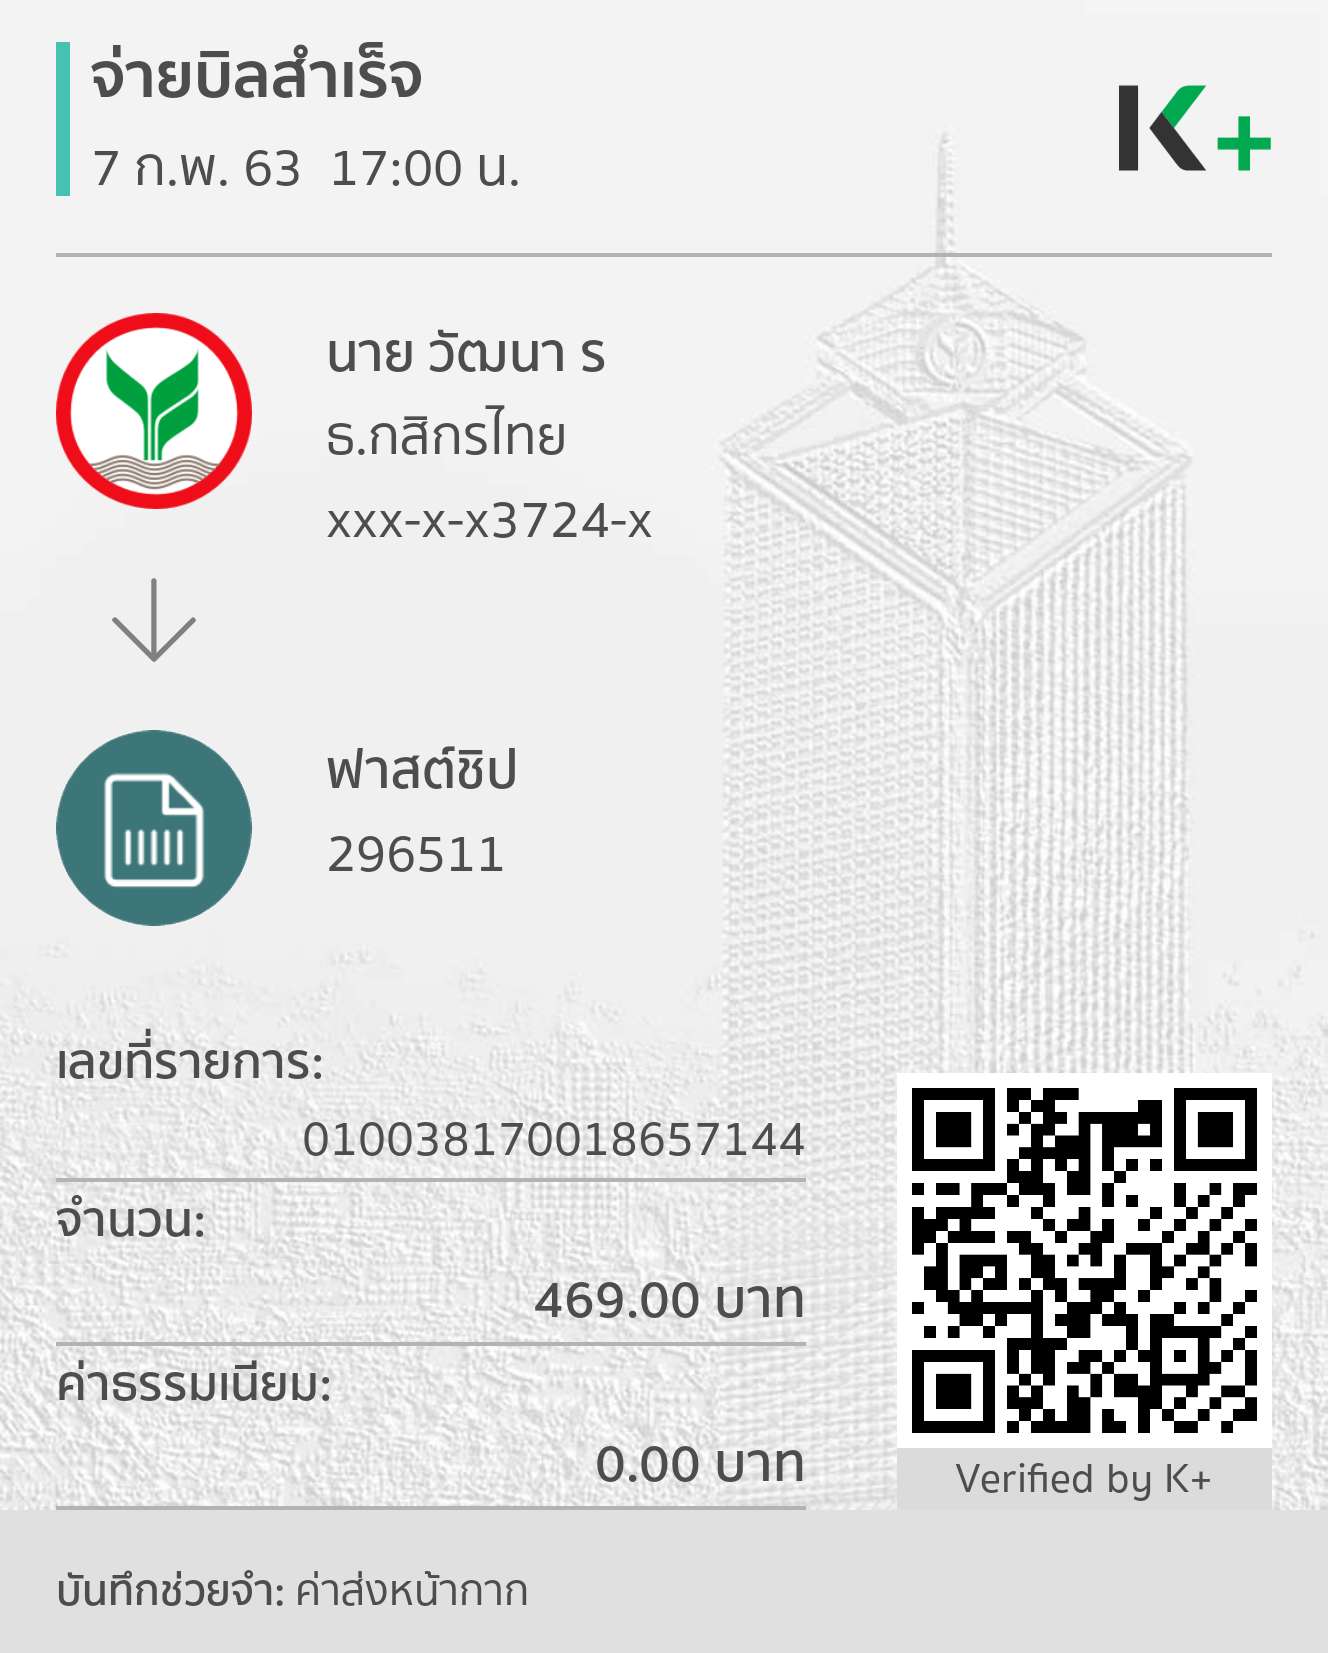 จ่ายบิลสำเร็จ
7 ก.พ. 63 17:00 น.
K+
นาย วัฒนา ร
ธ.กสิกรไทย
xxx-x-x3724-x
ฟาสต์ชิป
296511
เลขที่รายการ:
010038170018657144
จำนวน:
469.00 บาท
ค่าธรรมเนียม:
0.00 บาท
Verified by K+
บันทึกช่วยจำ: ค่าส่งหน้ากาก